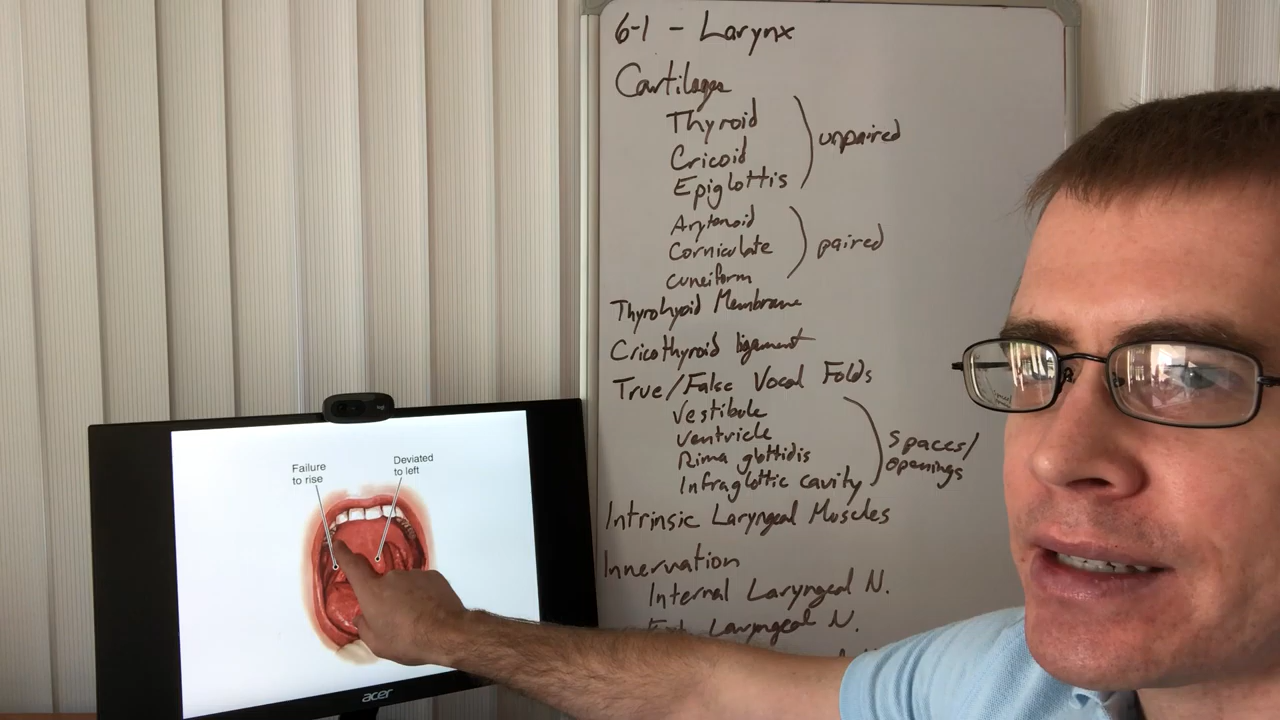 6-1 - Larynx
Cartilages
Thyroid
Cricoid
Epiglottis
unpaired
Arytenoid
Corniculate
cuneiform
paired
Thyrohyoid Membrane
Cricothyroid ligament
True/False Vocal Folds
Vestibule
Ventricle
Rima glottidis
Infraglottic cavity
spaces/
openings
Intrinsic Laryngeal Muscles
Innervation
Internal Laryngeal N.
Laryngeal N.
Failure
to rise
Deviated
to left
acer